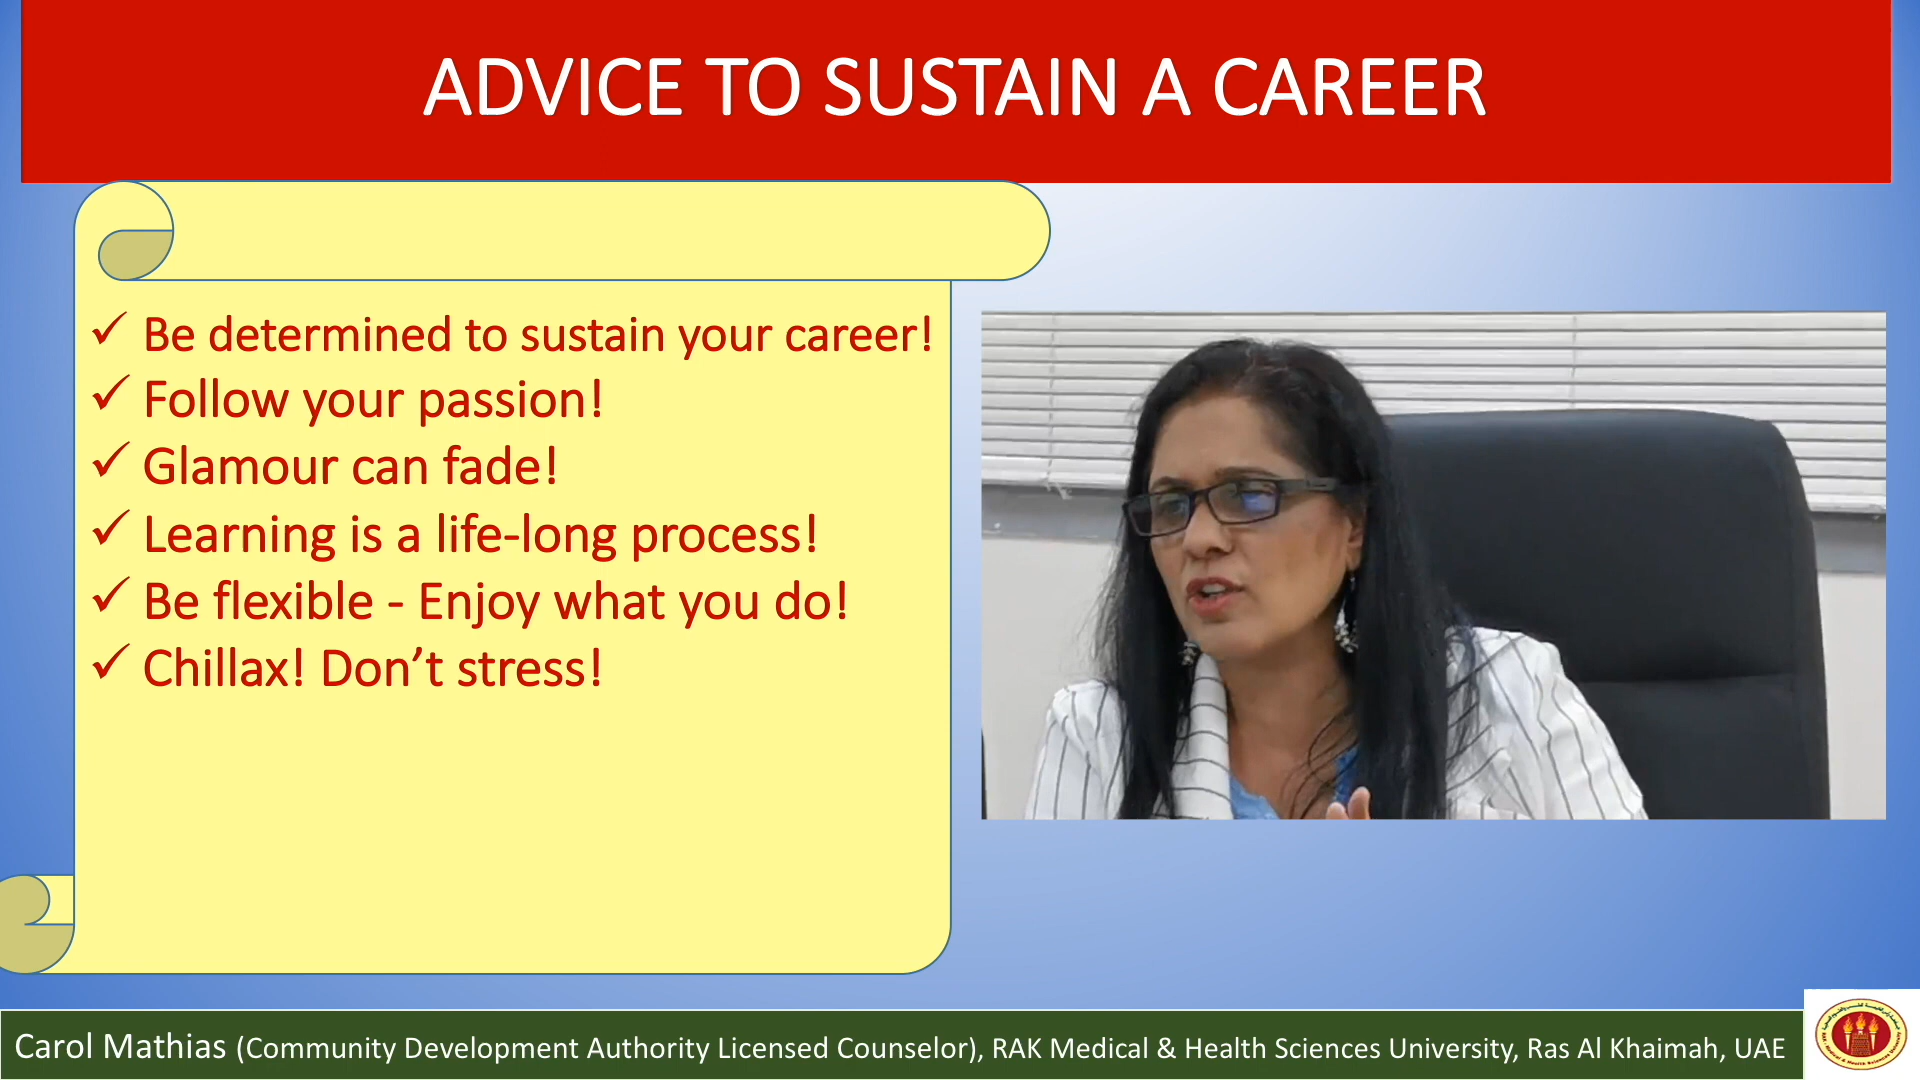 ADVICE TO SUSTAIN A CAREER
✓ Be determined to sustain your career!
✓ Follow your passion!
✓ Glamour can fade!
✓ Learning is a life-long process!
✓ Be flexible - Enjoy what you do!
✓ Chillax! Don’t stress!
Carol Mathias (Community Development Authority Licensed Counselor), RAK Medical & Health Sciences University, Ras Al Khaimah, UAE